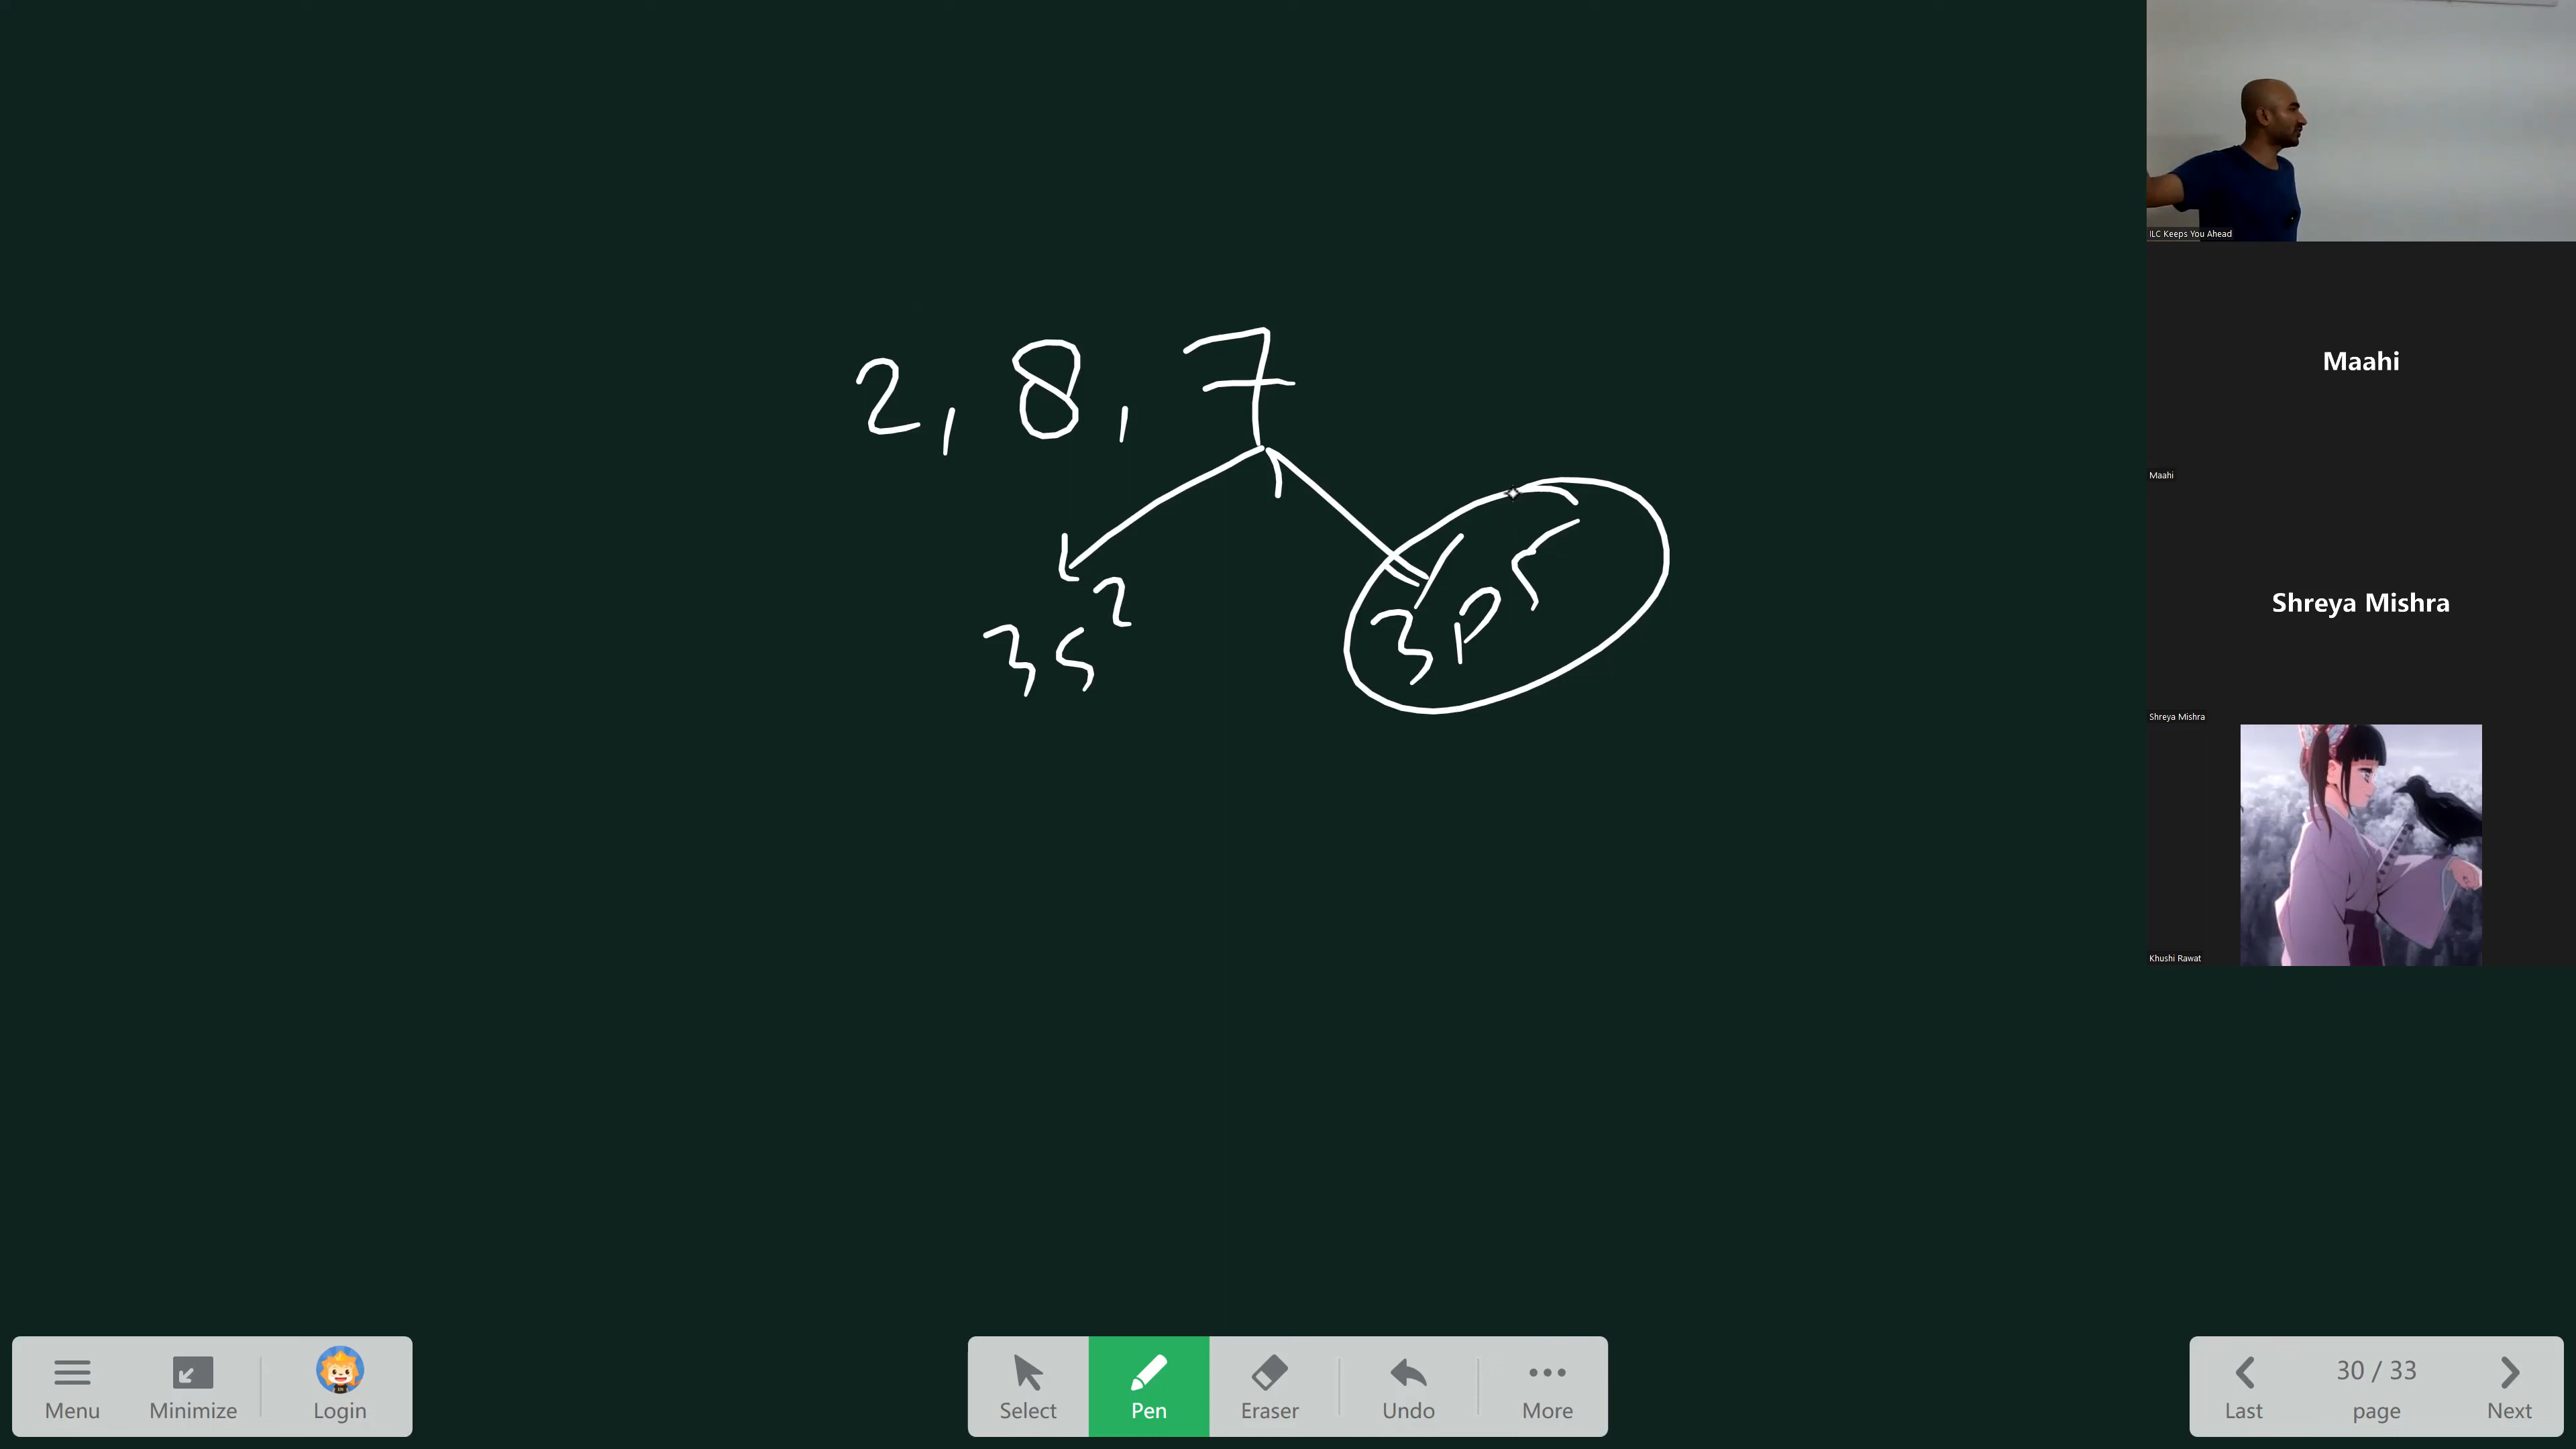 2, 8, 7
3s²
3p⁵
ILC Keeps You Ahead
Maahi
Maahi
Shreya Mishra
Shreya Mishra
Khushi Rawat
Menu
Minimize
Login
Select
Pen
Eraser
Undo
More
Last
30 / 33
page
Next